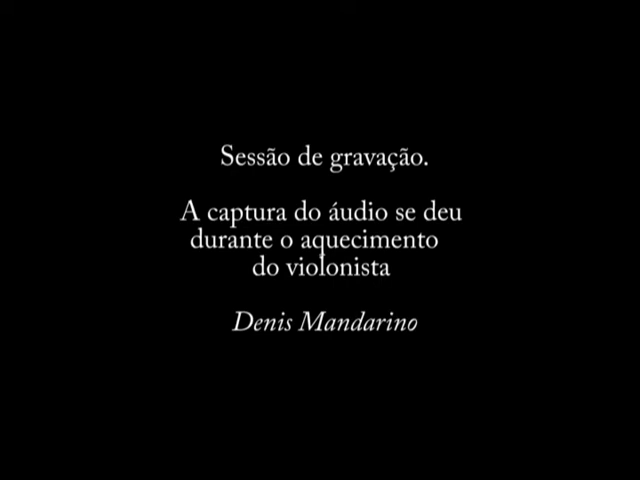 Sessão de gravação.
A captura do áudio se deu
durante o aquecimento
do violonista
Denis Mandarino